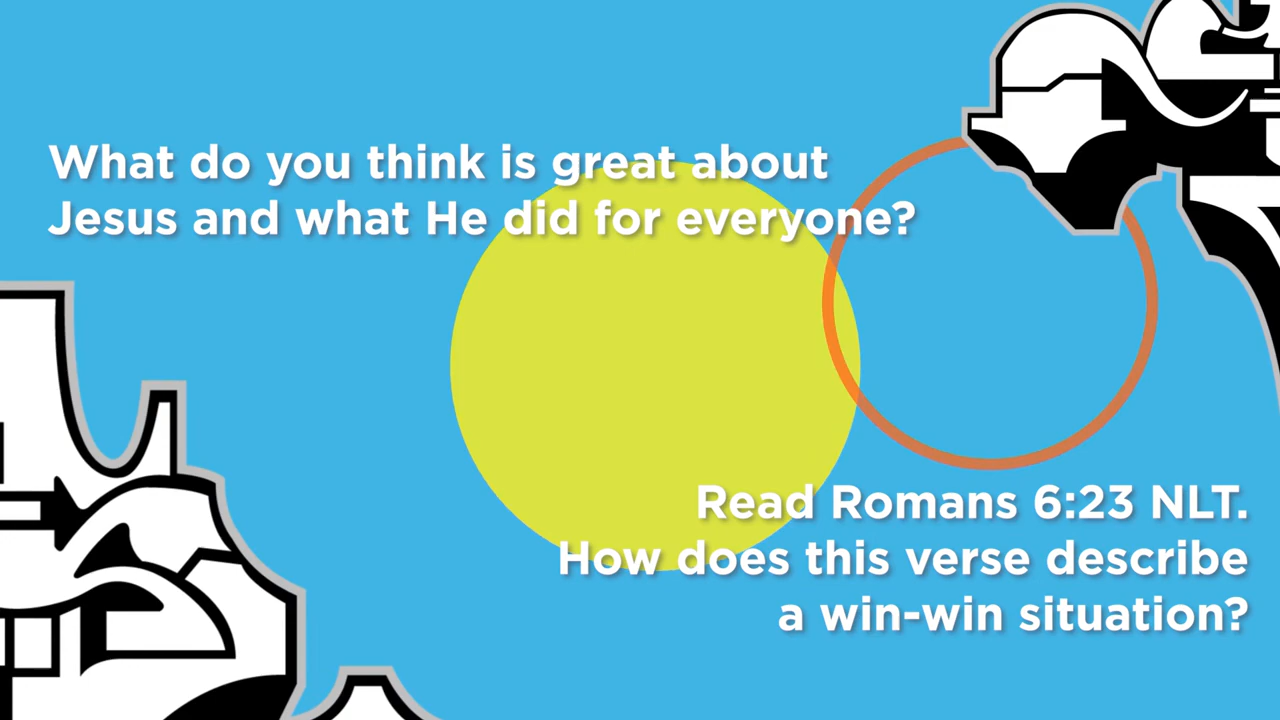 What do you think is great about
Jesus and what He did for everyone?
Read Romans 6:23 NLT.
How does this verse describe
a win-win situation?